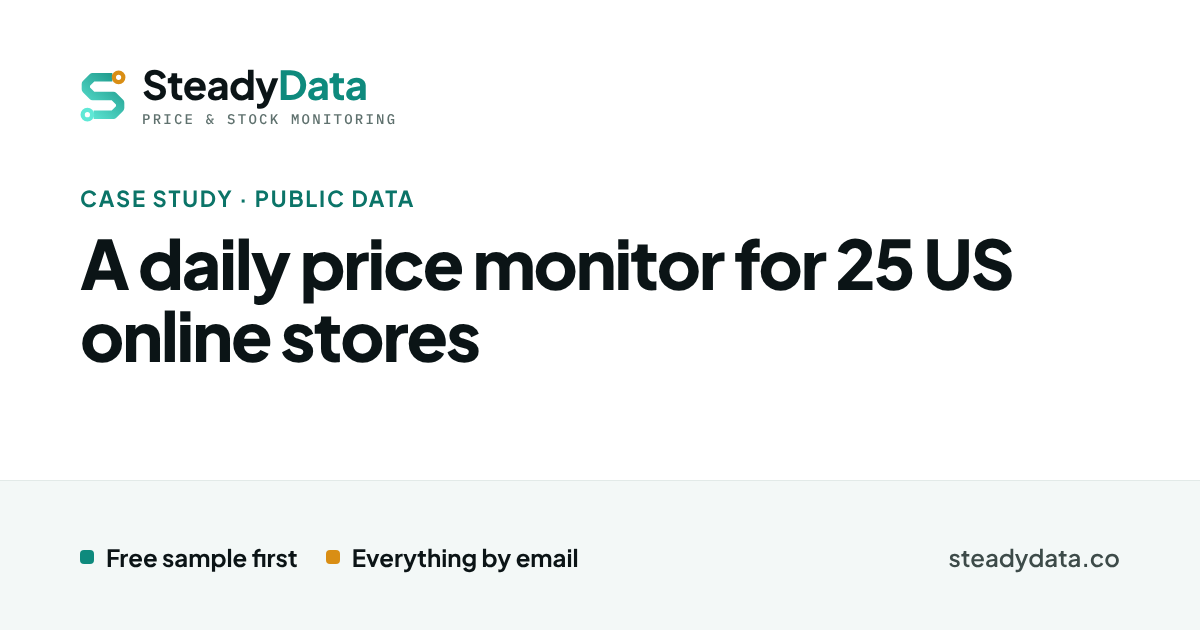 SteadyData
PRICE & STOCK MONITORING
CASE STUDY · PUBLIC DATA
A daily price monitor for 25 US
online stores
Free sample first
Everything by email
steadydata.co